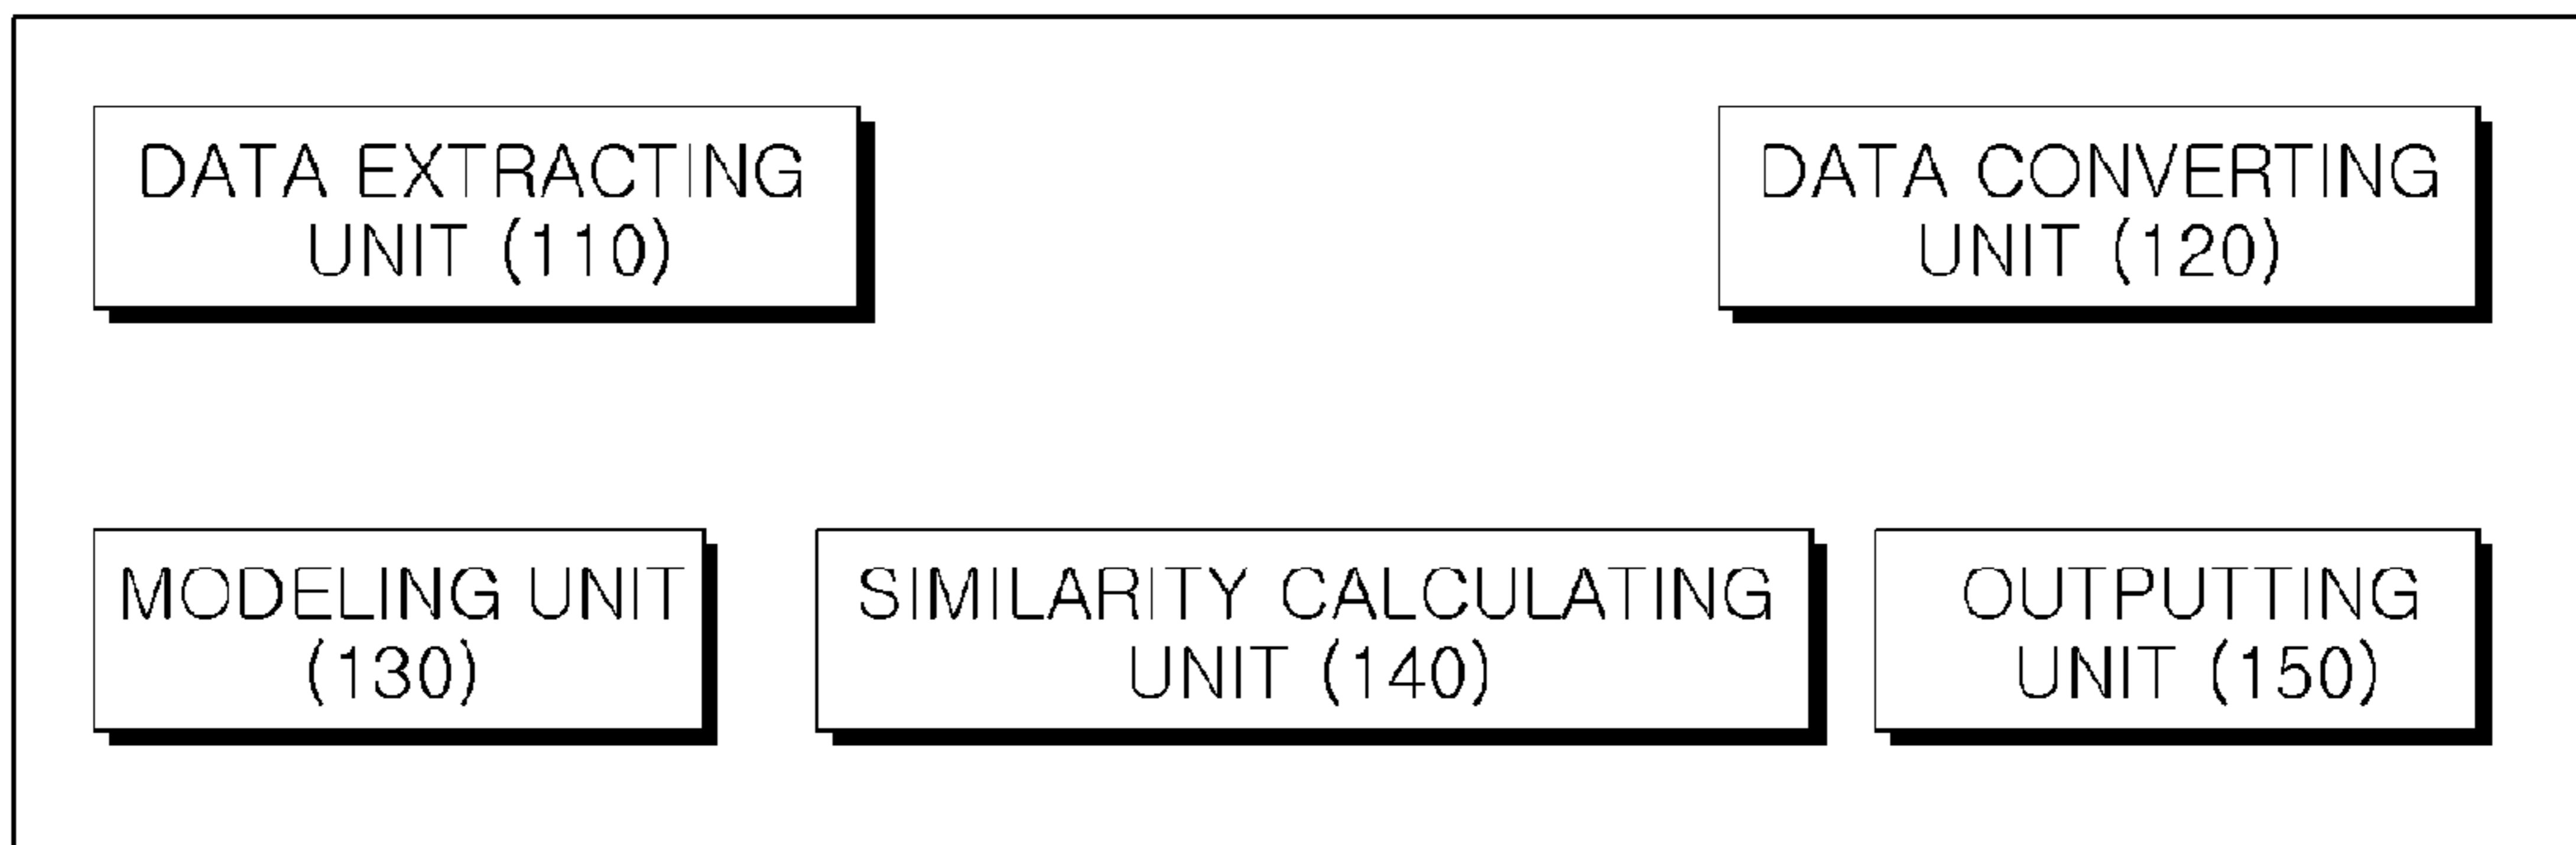 DATA EXTRACTING
UNIT (110)
DATA CONVERTING
UNIT (120)
MODELING UNIT
(130)
SIMILARITY CALCULATING
UNIT (140)
OUTPUTTING
UNIT (150)